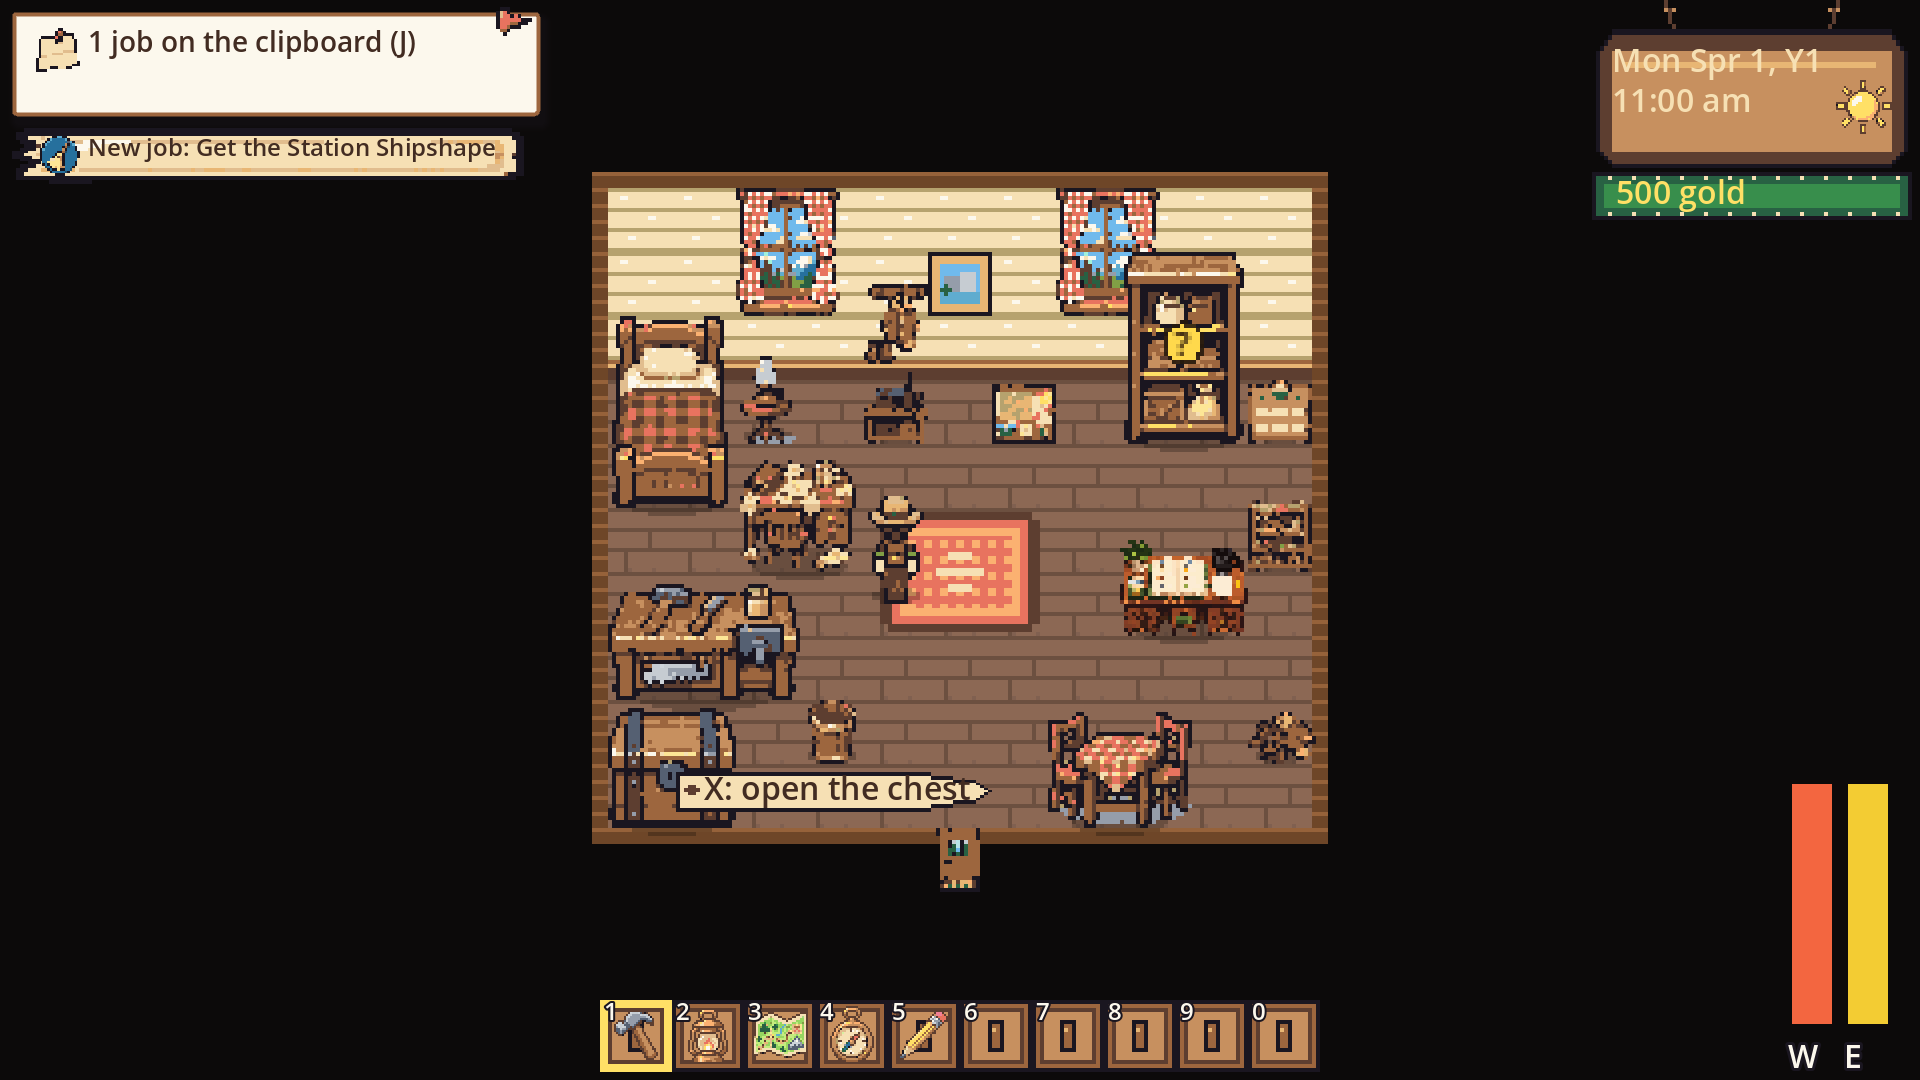 1 job on the clipboard (J)
New job: Get the Station Shipshape
Mon Spr 1, Y1
11:00 am
500 gold
?
X: open the chest
1 2 3 4 5 6 7 8 9 0
W E